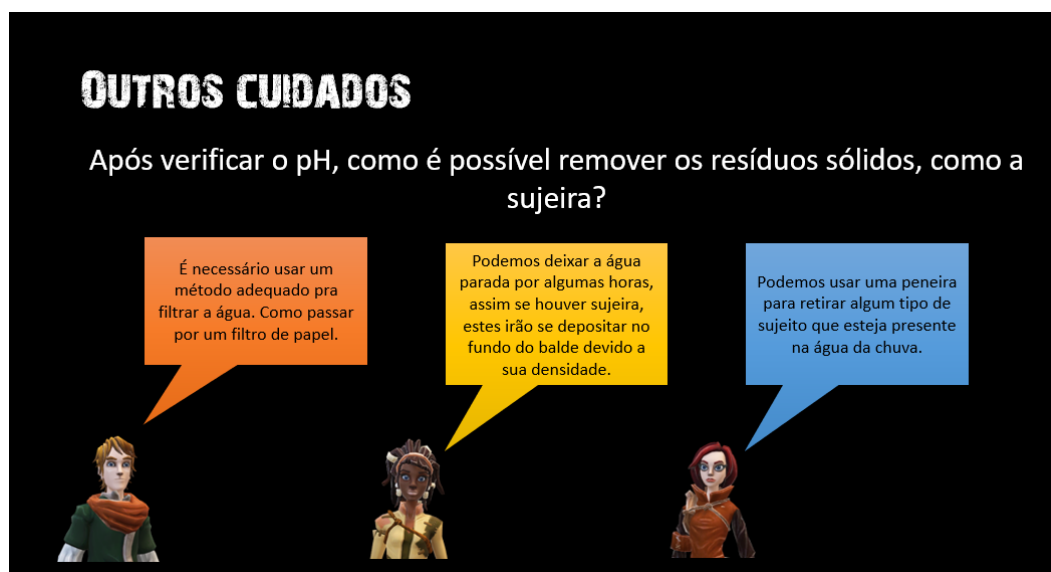 OUTROS CUIDADOS
Após verificar o pH, como é possível remover os resíduos sólidos, como a
sujeira?
É necessário usar um
método adequado pra
filtrar a água. Como passar
por um filtro de papel.
Podemos deixar a água
parada por algumas horas,
assim se houver sujeira,
estes irão se depositar no
fundo do balde devido a
sua densidade.
Podemos usar uma peneira
para retirar algum tipo de
sujeito que esteja presente
na água da chuva.